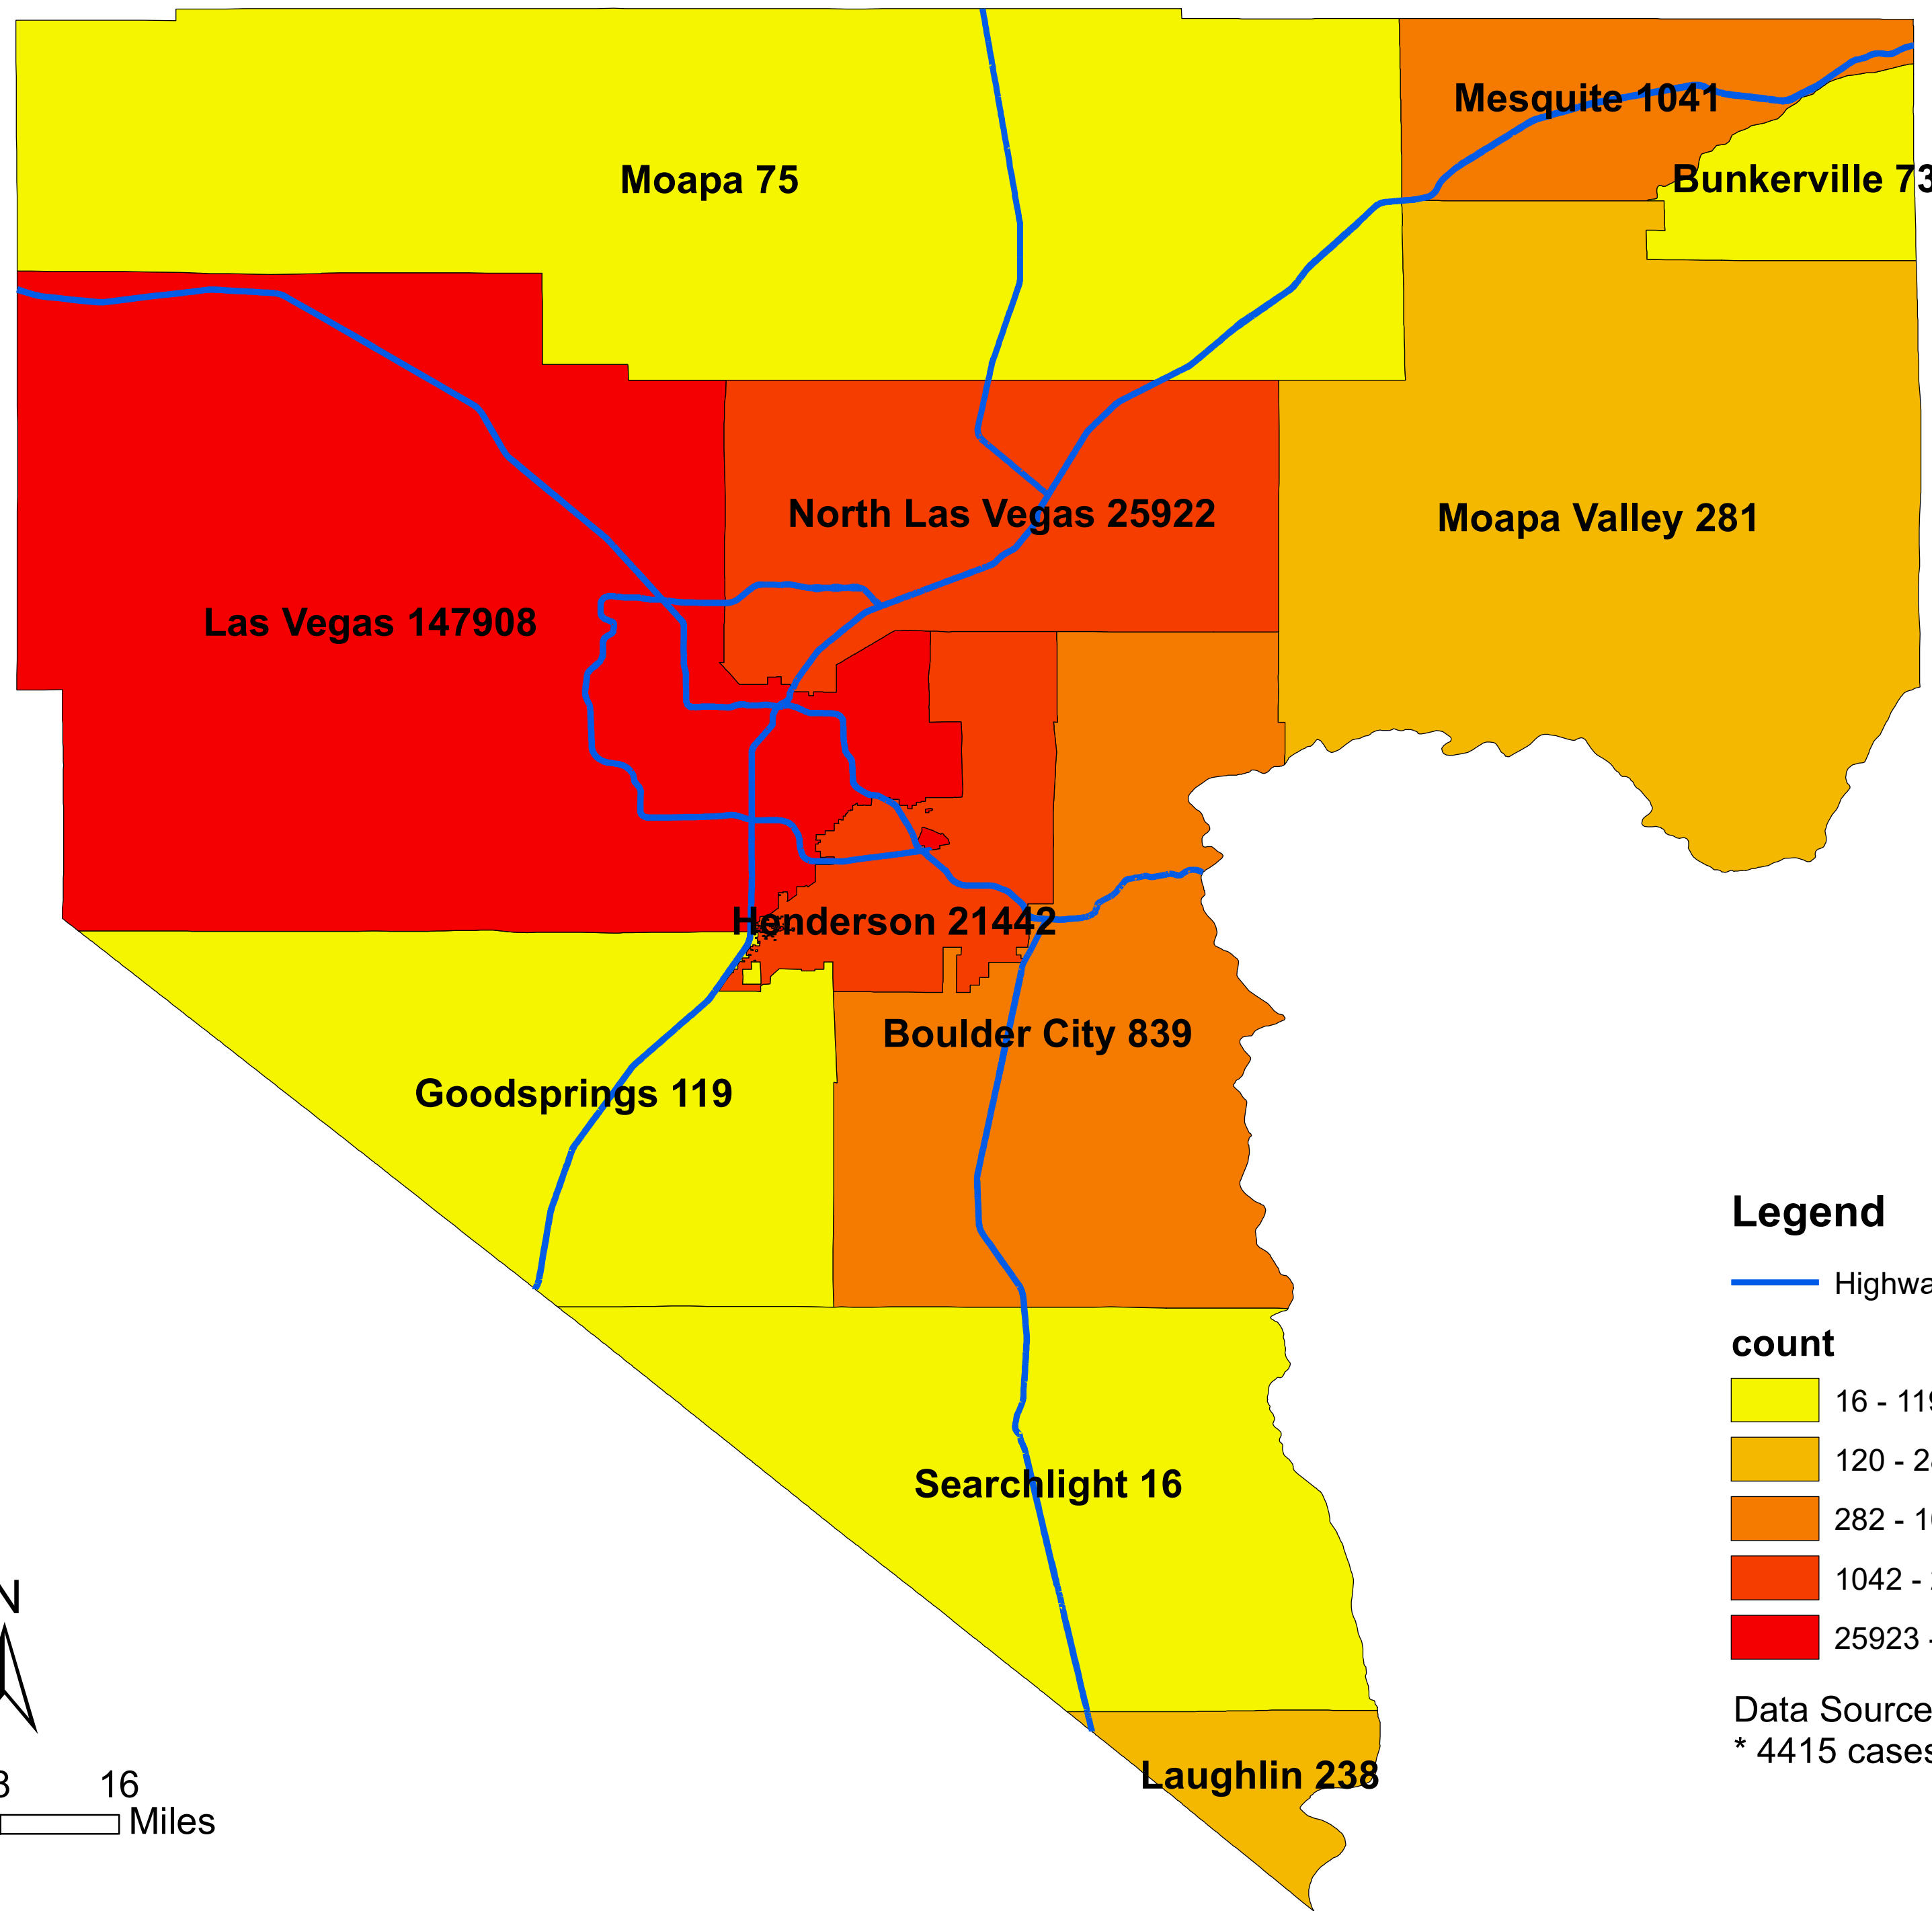 Mesquite 1041
Moapa 75
Bunkerville 73
North Las Vegas 25922
Moapa Valley 281
Las Vegas 147908
Henderson 21442
Boulder City 839
Goodsprings 119
Searchlight 16
Laughlin 238
Legend
count
16 - 119
120 -
282 -
1042 -
25923 -
Data Source
* 4415 cases
N
16
Miles